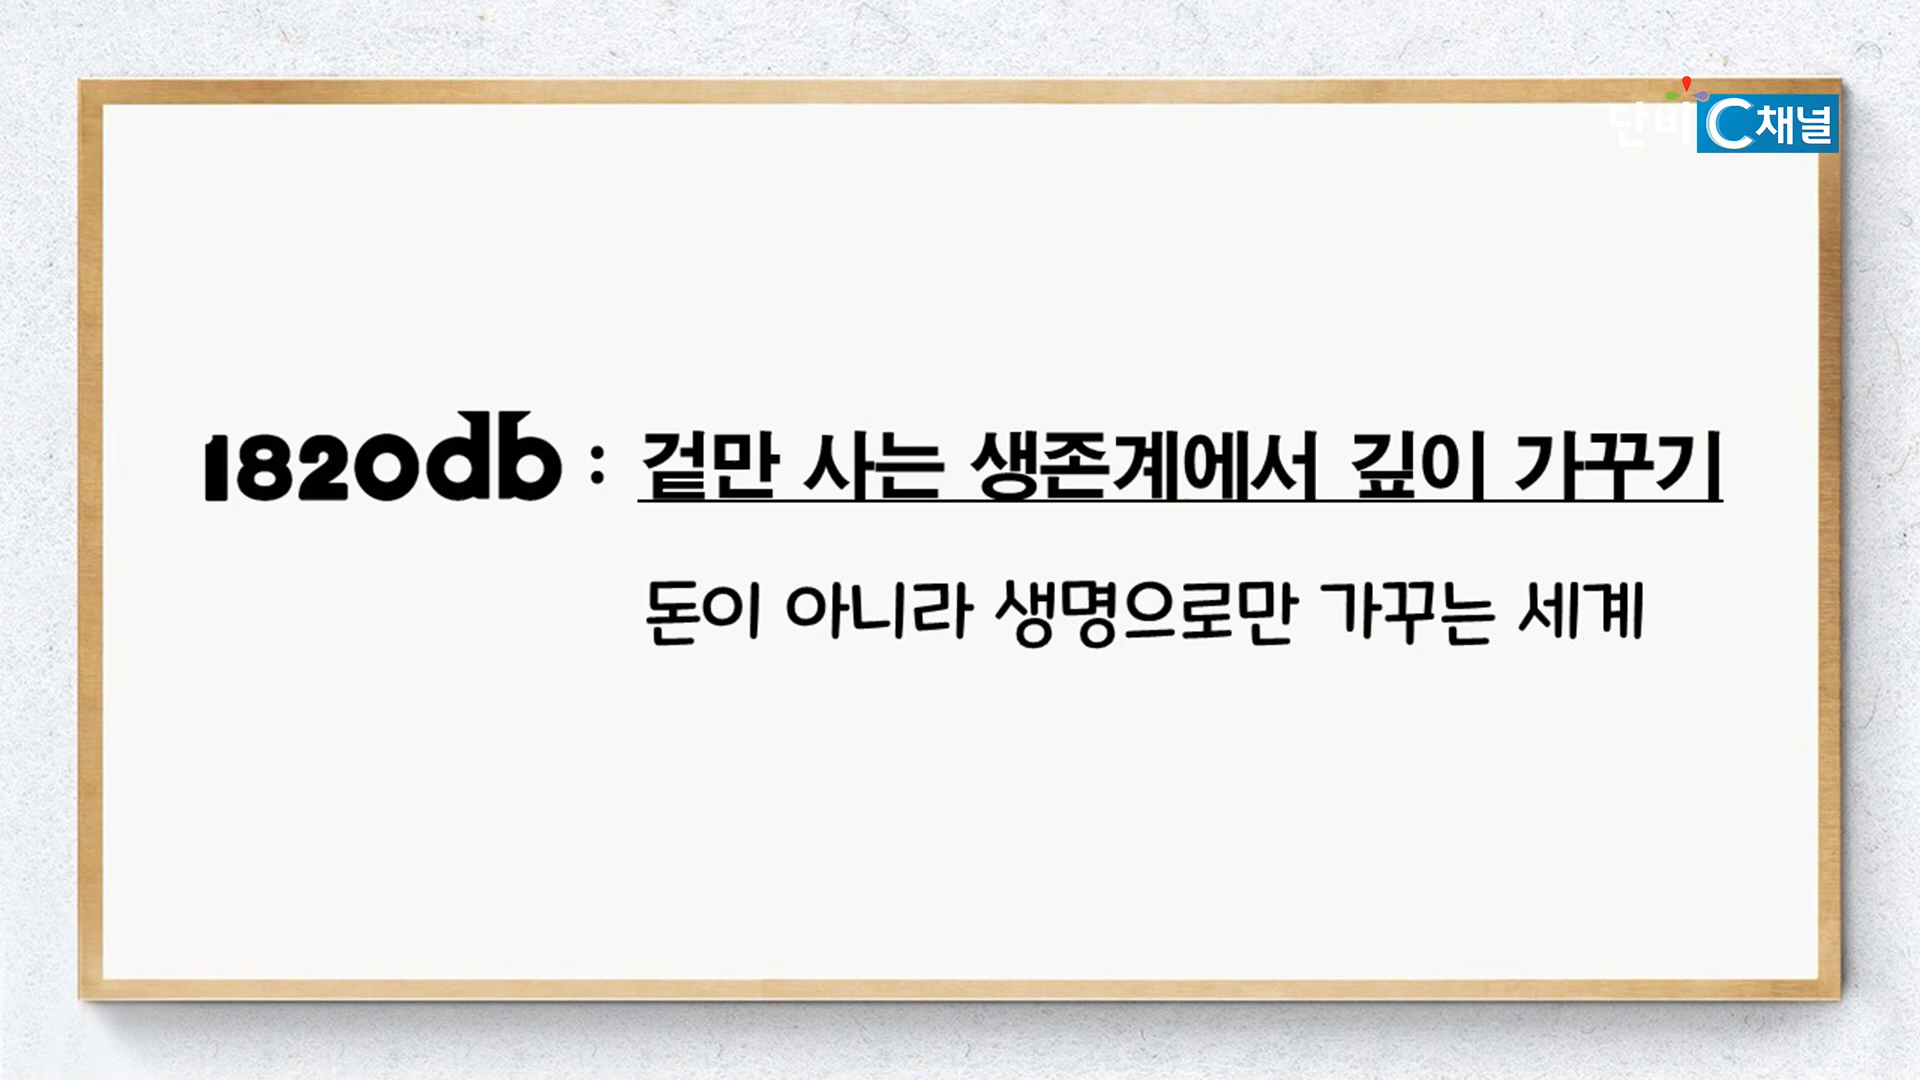 단비 C채널
1820db : 겉만 사는 생존계에서 깊이 가꾸기
돈이 아니라 생명으로만 가꾸는 세계